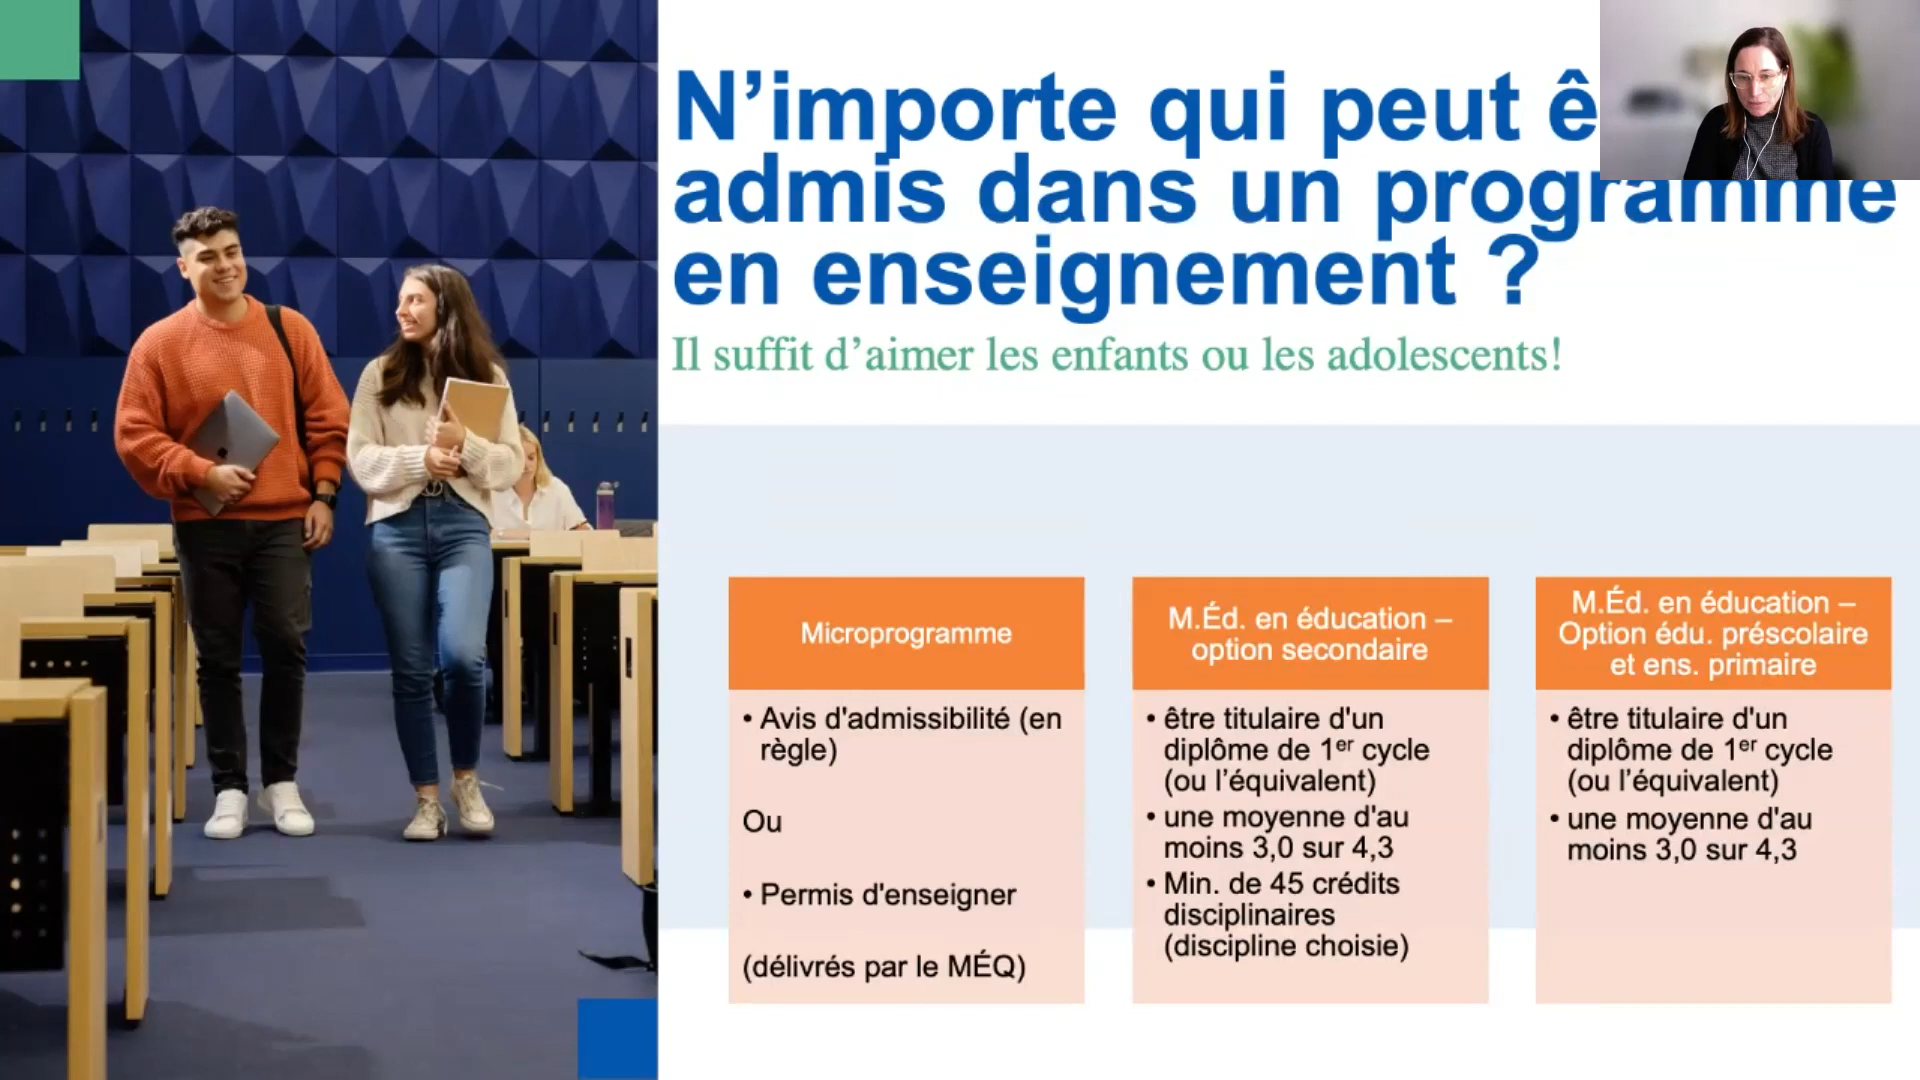 N’importe qui peut ê
admis dans un programme
en enseignement ?
Il suffit d’aimer les enfants ou les adolescents!
Microprogramme
• Avis d'admissibilité (en
règle)
Ou
• Permis d'enseigner
(délivrés par le MÉQ)
M.Éd. en éducation –
option secondaire
• être titulaire d'un
diplôme de 1er cycle
(ou l’équivalent)
• une moyenne d'au
moins 3,0 sur 4,3
• Min. de 45 crédits
disciplinaires
(discipline choisie)
M.Éd. en éducation –
Option édu. préscolaire
et ens. primaire
• être titulaire d'un
diplôme de 1er cycle
(ou l’équivalent)
• une moyenne d'au
moins 3,0 sur 4,3